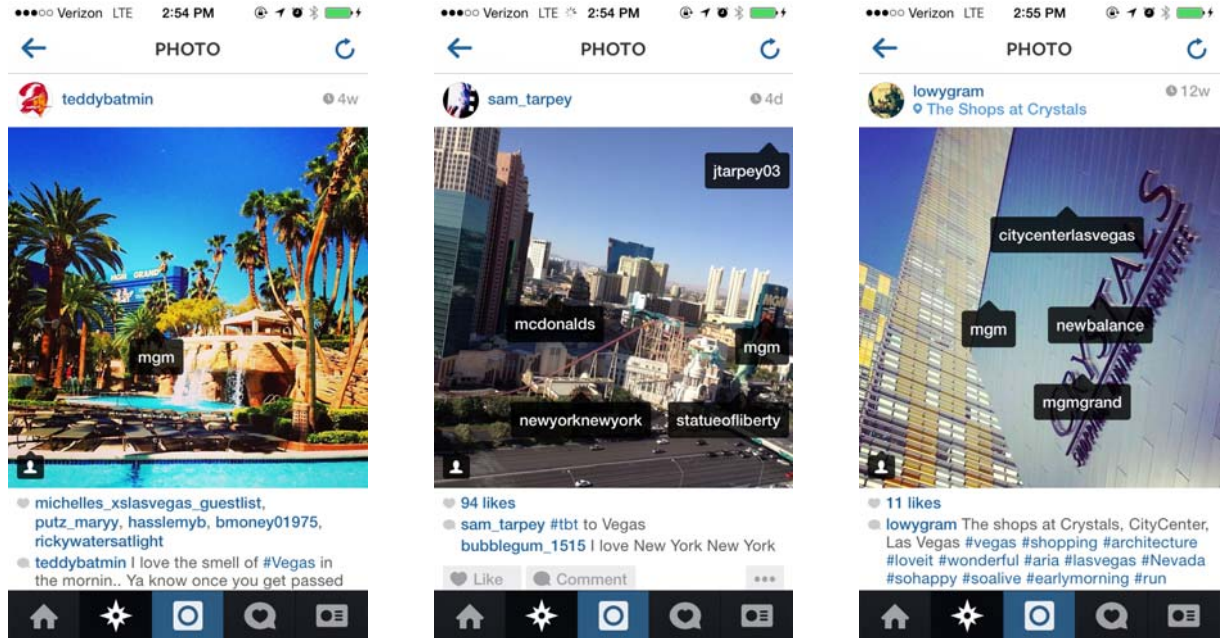 Verizon LTE 2:54 PM
PHOTO
teddybatmin 4w
MGM GRAND
mgm
michelles_xslasvegas_guestlist,
putz_maryy, hasslemyb, bmoney01975,
rickywatersatlight
teddybatmin I love the smell of #Vegas in
the mornin.. Ya know once you get passed
Verizon LTE 2:54 PM
PHOTO
sam_tarpey 4d
jtarpey03
MGM
mcdonalds
mgm
newyorknewyork statueofliberty
94 likes
sam_tarpey #tbt to Vegas
bubblegum_1515 I love New York New York
Like Comment
Verizon LTE 2:55 PM
PHOTO
lowygram 12w
The Shops at Crystals
citycenterlasvegas
mgm newbalance
mgmgrand
CRYSTALS
11 likes
lowygram The shops at Crystals, CityCenter,
Las Vegas #vegas #shopping #architecture
#loveit #wonderful #aria #lasvegas #Nevada
#sohappy #soalive #earlymorning #run